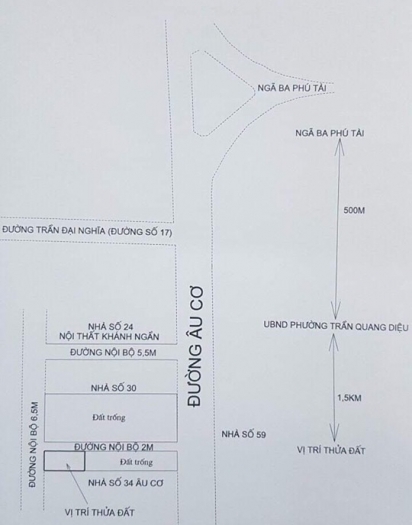 NGÃ BA PHÚ TÀI
NGÃ BA PHÚ TÀI
500M
ĐƯỜNG TRẦN ĐẠI NGHĨA (ĐƯỜNG SỐ 17)
ĐƯỜNG ÂU CƠ
UBND PHƯỜNG TRẦN QUANG DIỆU
NHÀ SỐ 24
NỘI THẤT KHÁNH NGÂN
ĐƯỜNG NỘI BỘ 5,5M
NHÀ SỐ 30
1,5KM
ĐƯỜNG NỘI BỘ 6.5M
Đất trống
NHÀ SỐ 59
ĐƯỜNG NỘI BỘ 2M
VỊ TRÍ THỬA ĐẤT
Đất trống
NHÀ SỐ 34 ÂU CƠ
VỊ TRÍ THỬA ĐẤT